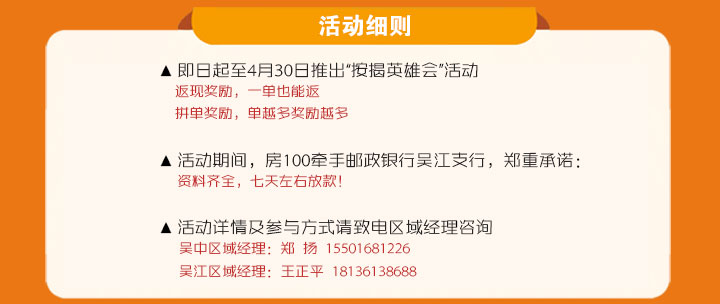 活动细则
▲ 即日起至4月30日推出“按揭英雄会”活动
返现奖励，一单也能返
拼单奖励，单越多奖励越多
▲ 活动期间，房100牵手邮政银行吴江支行，郑重承诺：
资料齐全，七天左右放款！
▲ 活动详情及参与方式请致电区域经理咨询
吴中区域经理：郑 扬 15501681226
吴江区域经理：王正平 18136138688